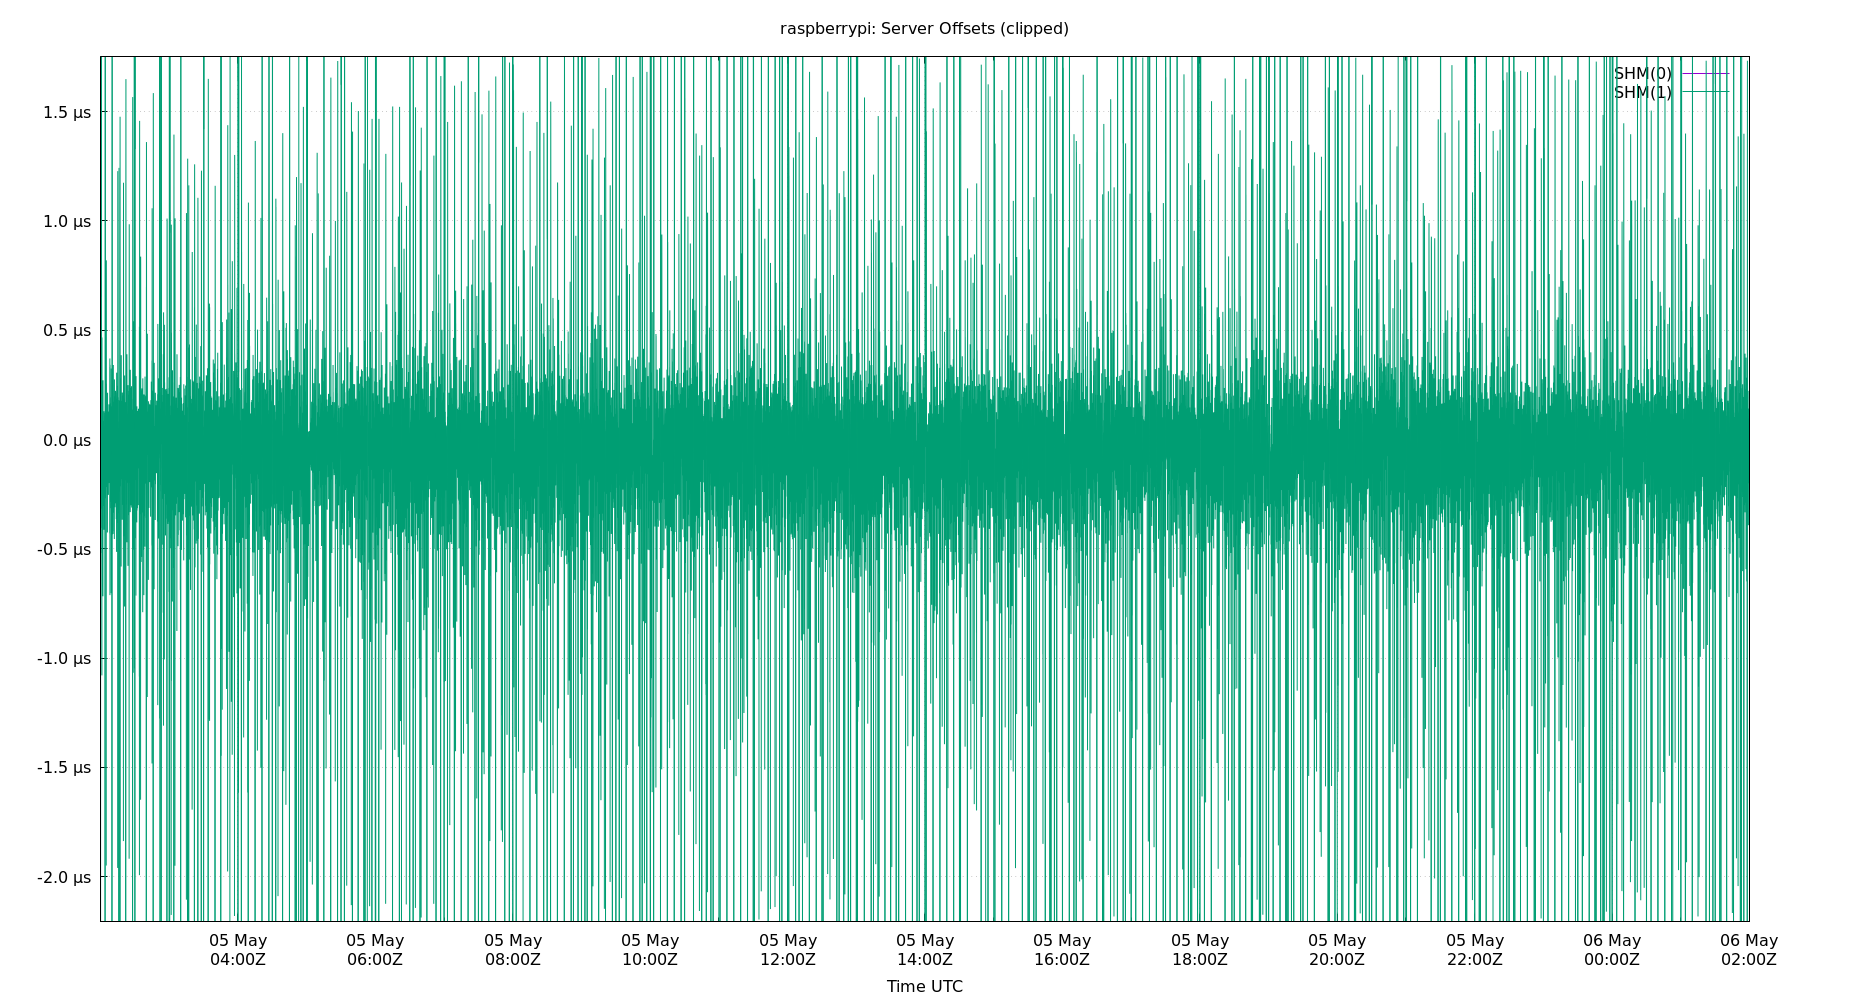 raspberrypi: Server Offsets (clipped)
SHM(0)
SHM(1)
1.5 µs
1.0 µs
0.5 µs
0.0 µs
-0.5 µs
-1.0 µs
-1.5 µs
-2.0 µs
05 May 05 May 05 May 05 May 05 May 05 May 05 May 05 May 05 May 05 May 06 May 06 May
04:00Z 06:00Z 08:00Z 10:00Z 12:00Z 14:00Z 16:00Z 18:00Z 20:00Z 22:00Z 00:00Z 02:00Z
Time UTC